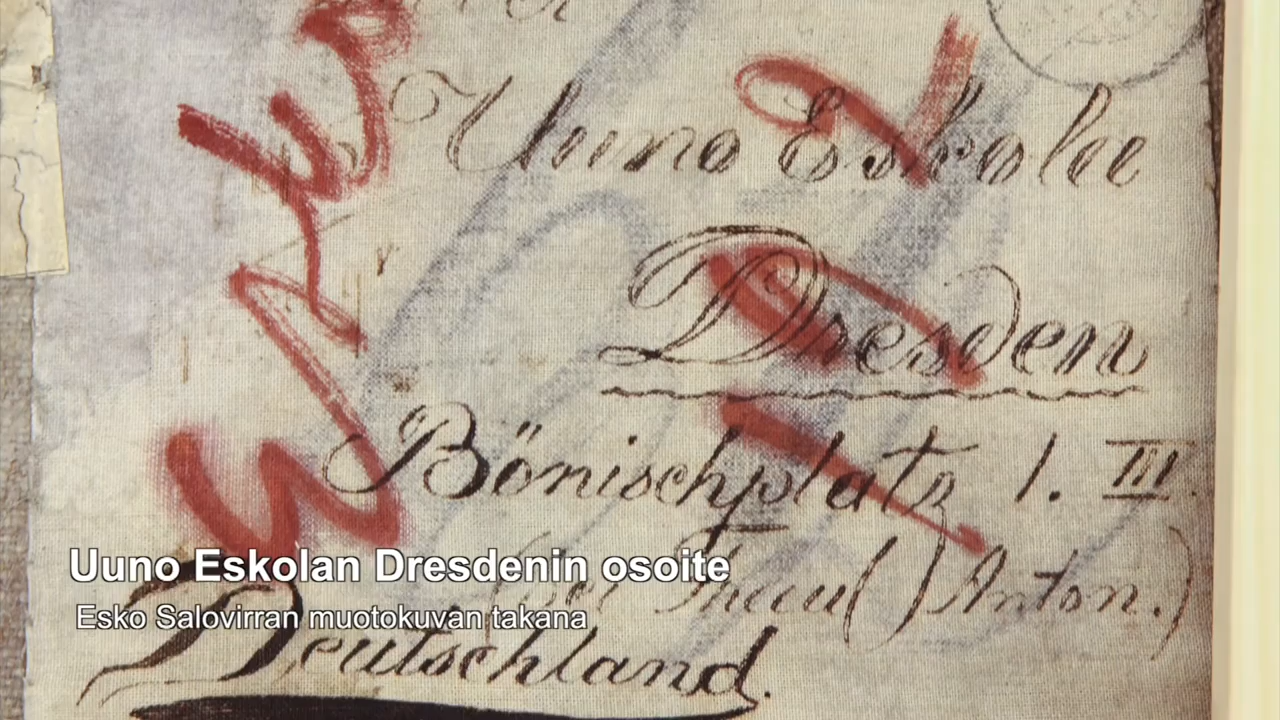 Uuno Eskola
Dresden
Bönischplatz 1. III.
Anton.)
Deutschland.
Uuno Eskolan Dresdenin osoite
Esko Salovirran muotokuvan takana